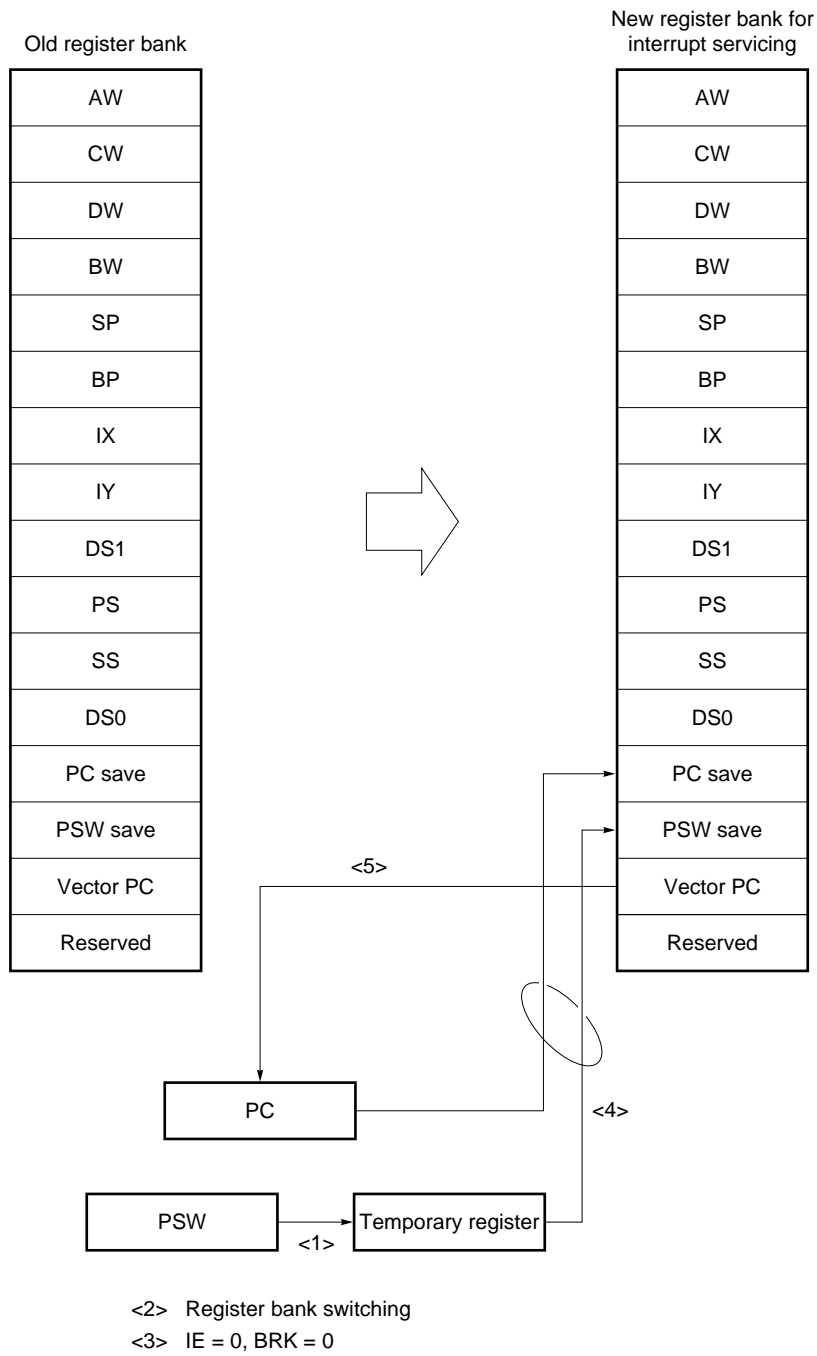 Old register bank
AW
CW
DW
BW
SP
BP
IX
IY
DS1
PS
SS
DS0
PC save
PSW save
Vector PC
Reserved
New register bank for
interrupt servicing
AW
CW
DW
BW
SP
BP
IX
IY
DS1
PS
SS
DS0
PC save
PSW save
Vector PC
Reserved
<5>
PC
<4>
PSW
<1>
Temporary register
<2> Register bank switching
<3> IE = 0, BRK = 0